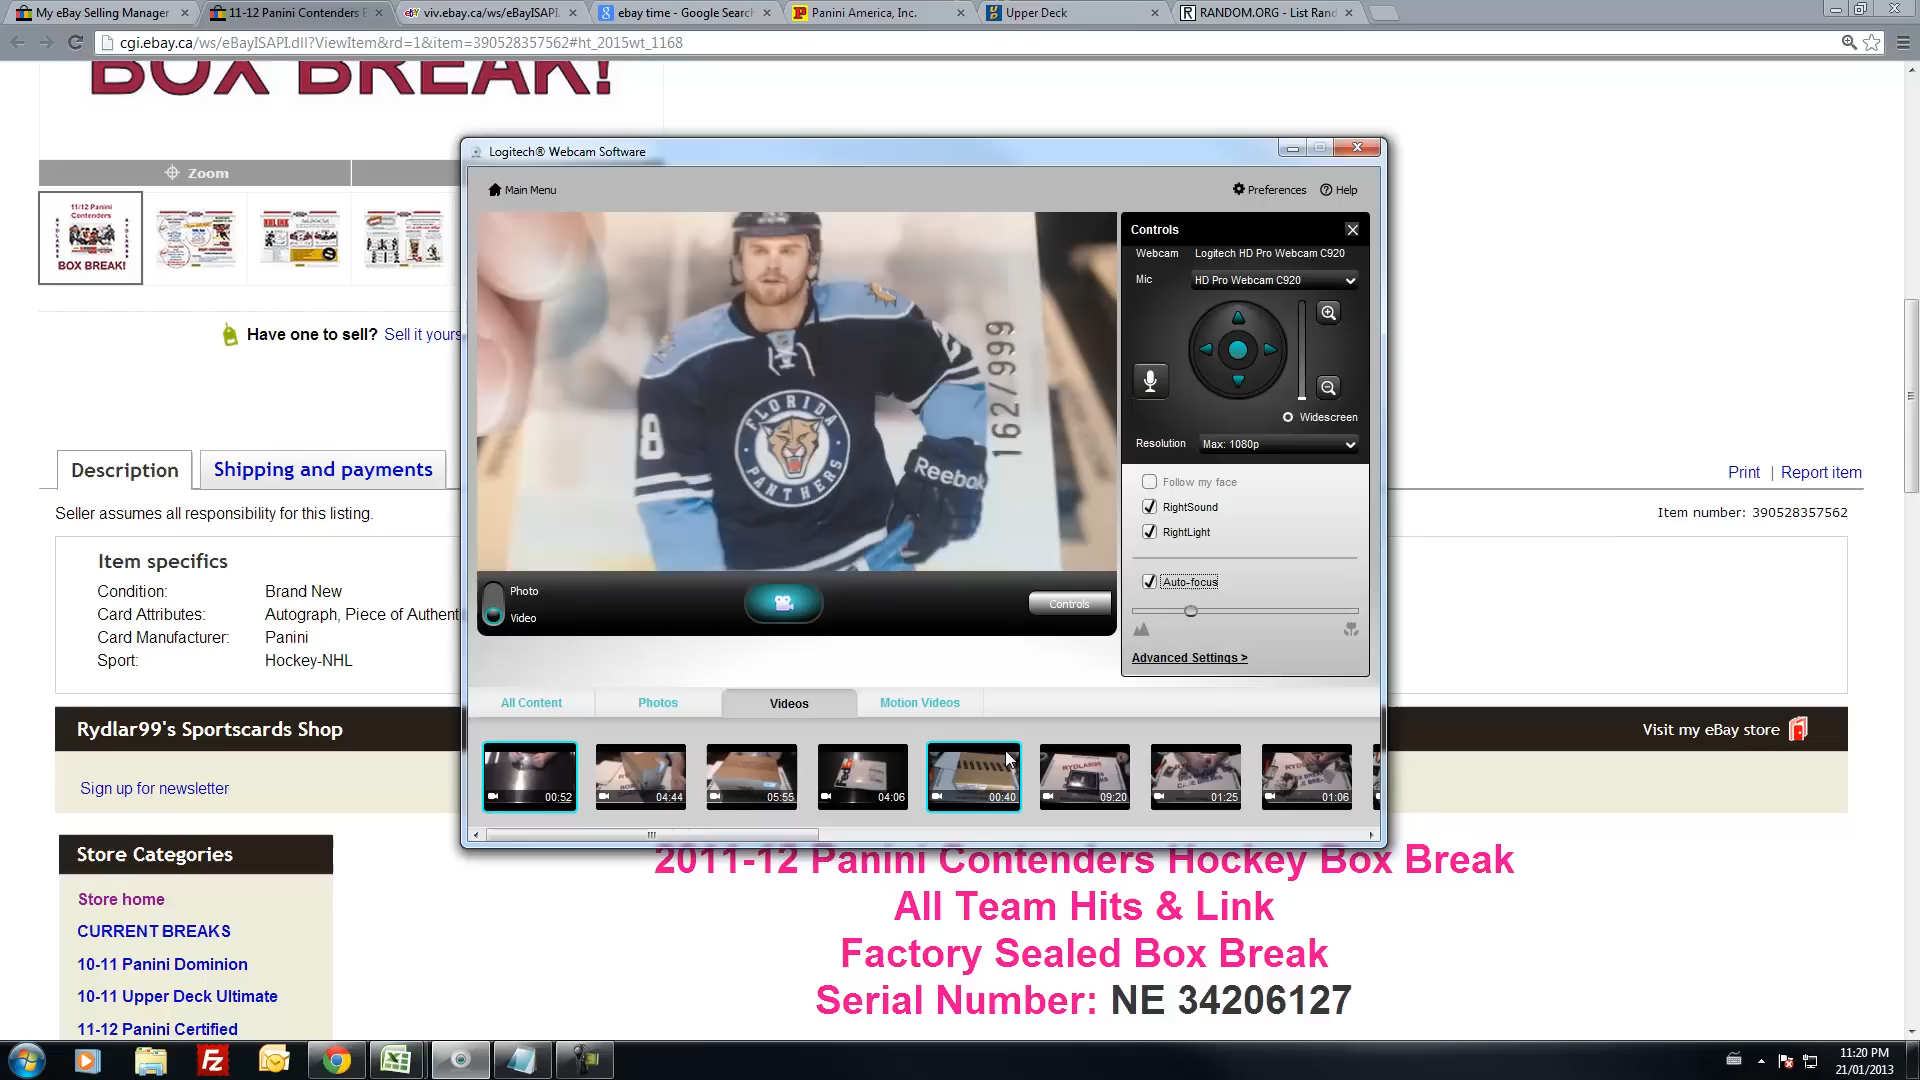 My eBay Selling Manager
11-12 Panini Contenders
viv.ebay.ca/ws/eBayISAPI.
ebay time - Google Search
Panini America, Inc.
Upper Deck
RANDOM.ORG - List Ran
cgi.ebay.ca/ws/eBayISAPI.dll?ViewItem&rd=1&item=390528357562#ht_2015wt_1168
BOX BREAK!
Zoom
11/12 Panini
Contenders
BOX BREAK!
Have one to sell? Sell it yours
Description
Shipping and payments
Print | Report item
Seller assumes all responsibility for this listing.
Item number: 390528357562
Item specifics
Condition: Brand New
Card Attributes: Autograph, Piece of Authent
Card Manufacturer: Panini
Sport: Hockey-NHL
Rydlar99's Sportscards Shop
Visit my eBay store
Sign up for newsletter
Store Categories
Store home
CURRENT BREAKS
10-11 Panini Dominion
10-11 Upper Deck Ultimate
11-12 Panini Certified
Logitech® Webcam Software
Main Menu
Preferences
Help
FLORIDA
PANTHERS
8
Reebok
162/999
Photo
Video
Controls
Controls
Webcam Logitech HD Pro Webcam C920
Mic HD Pro Webcam C920
Widescreen
Resolution Max: 1080p
Follow my face
RightSound
RightLight
Auto-focus
Advanced Settings >
All Content
Photos
Videos
Motion Videos
00:52
04:44
05:55
04:06
00:40
09:20
01:25
01:06
2011-12 Panini Contenders Hockey Box Break
All Team Hits & Link
Factory Sealed Box Break
Serial Number: NE 34206127
11:20 PM
21/01/2013